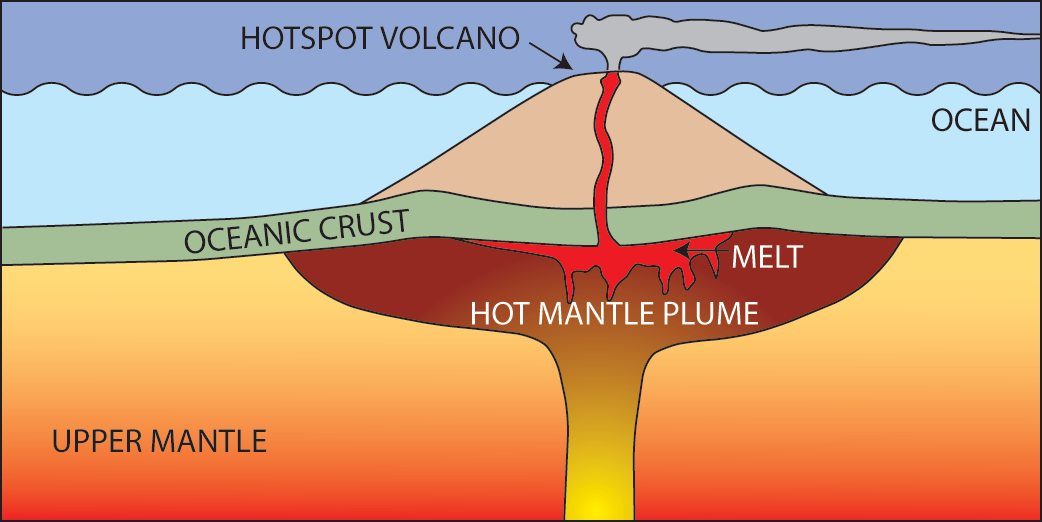 HOTSPOT VOLCANO
OCEAN
OCEANIC CRUST
MELT
HOT MANTLE PLUME
UPPER MANTLE